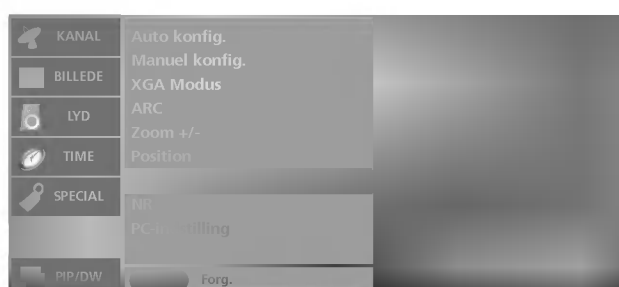 KANAL
BILLEDE
LYD
TIME
SPECIAL
PIP/DW
Auto konfig.
Manuel konfig.
XGA Modus
ARC
Zoom +/-
Position
NR
Forg.